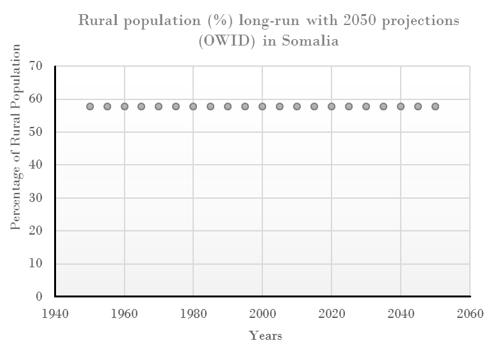 Rural population (%) long-run with 2050 projections
(OWID) in Somalia
Percentage of Rural Population
70
60
50
40
30
20
10
0
1940 1960 1980 2000 2020 2040 2060
Years